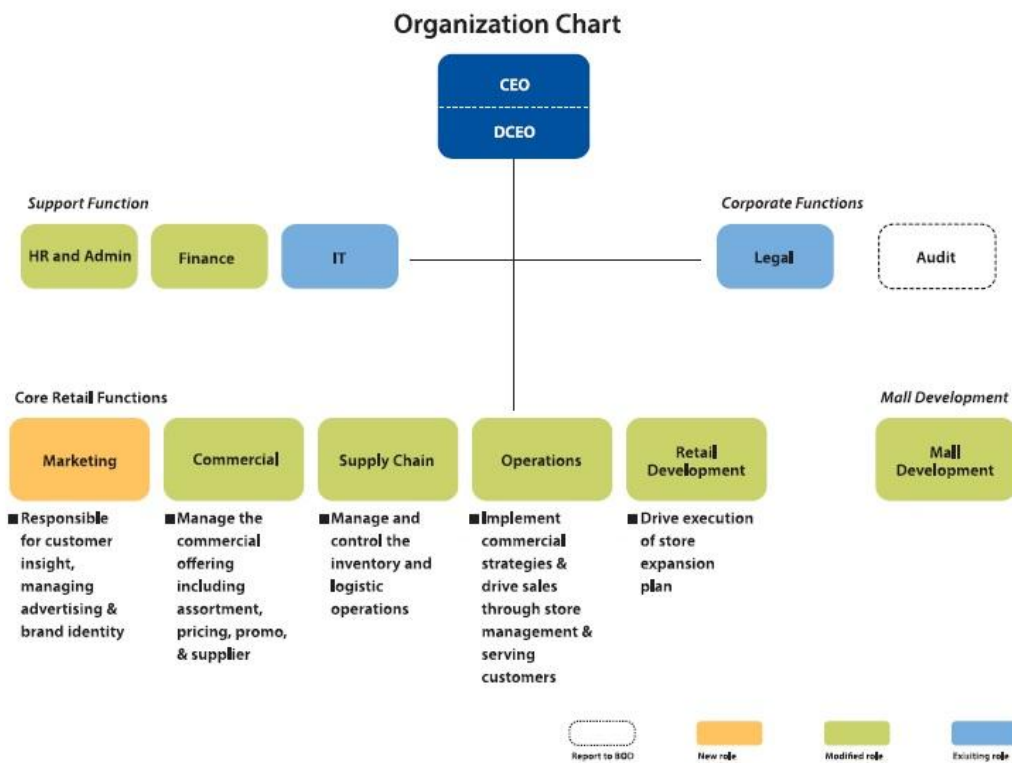 Organization Chart
CEO
DCEO
Support Function
Corporate Functions
HR and Admin
Finance
IT
Legal
Audit
Core Retail Functions
Mall Development
Marketing
Commercial
Supply Chain
Operations
Retail
Development
Mall
Development
■ Responsible
for customer
insight,
managing
advertising &
brand identity
■ Manage the
commercial
offering
including
assortment,
pricing, promo,
& supplier
■ Manage and
control the
inventory and
logistic
operations
■ Implement
commercial
strategies &
drive sales
through store
management &
serving
customers
■ Drive execution
of store
expansion
plan
Report to BOD
New role
Modified role
Exisiting role